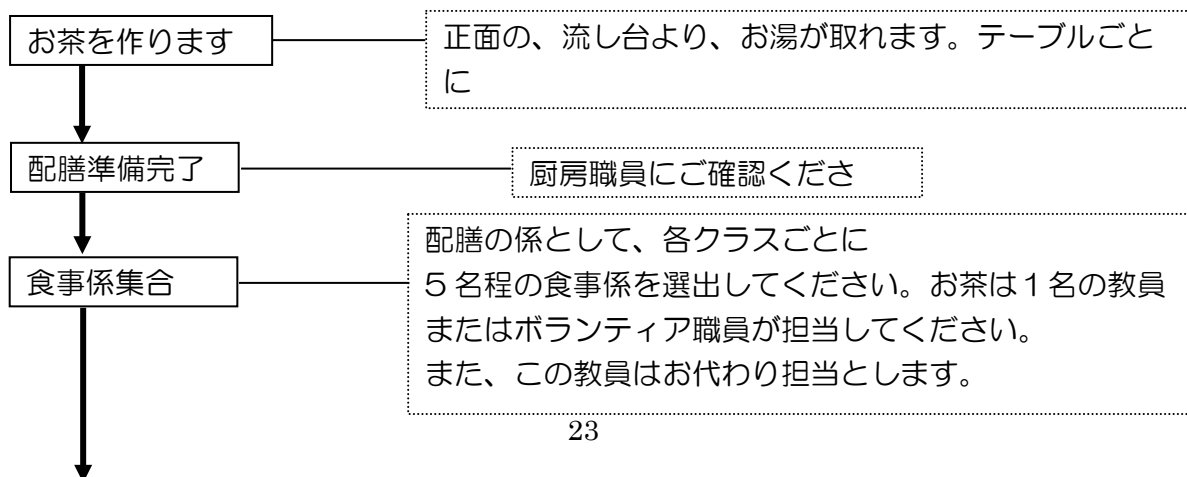 お茶を作ります
正面の、流し台より、お湯が取れます。テーブルごと
に
配膳準備完了
厨房職員にご確認くださ
食事係集合
配膳の係として、各クラスごとに
5名程の食事係を選出してください。お茶は1名の教員
またはボランティア職員が担当してください。
また、この教員はお代わり担当とします。
23